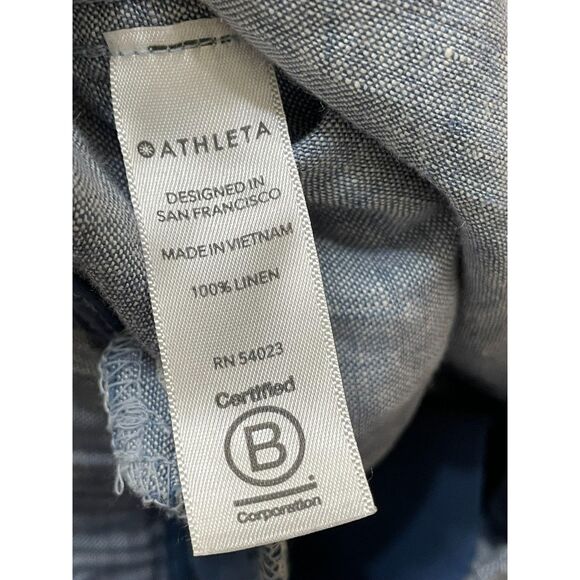 ATHLETA
DESIGNED IN
SAN FRANCISCO
MADE IN VIETNAM
100% LINEN
RN 54023
Certified
B
Corporation